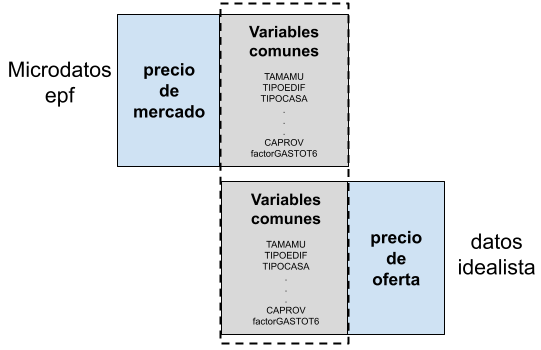 Microdatos
epf
precio
de
mercado
Variables
comunes
TAMAMU
TIPOEDIF
TIPOCASA
.
.
.
CAPROV
factorGASTOT6
Variables
comunes
TAMAMU
TIPOEDIF
TIPOCASA
.
.
.
CAPROV
factorGASTOT6
precio
de
oferta
datos
idealista